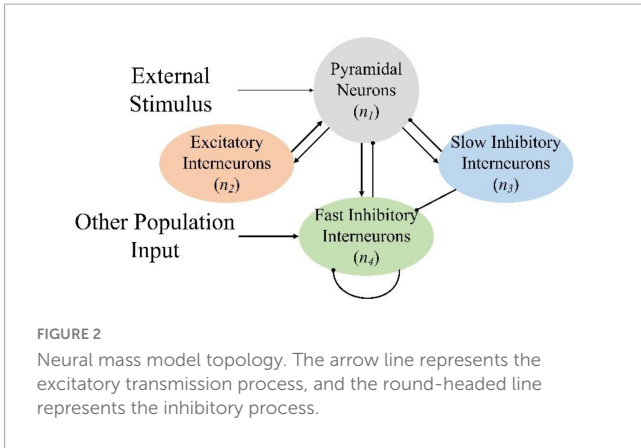 External
Stimulus
Pyramidal
Neurons
(n1)
Excitatory
Interneurons
(n2)
Slow Inhibitory
Interneurons
(n3)
Other Population
Input
Fast Inhibitory
Interneurons
(n4)
FIGURE 2
Neural mass model topology. The arrow line represents the
excitatory transmission process, and the round-headed line
represents the inhibitory process.